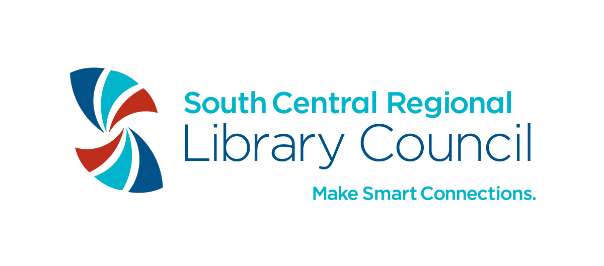 South Central Regional
Library Council
Make Smart Connections.